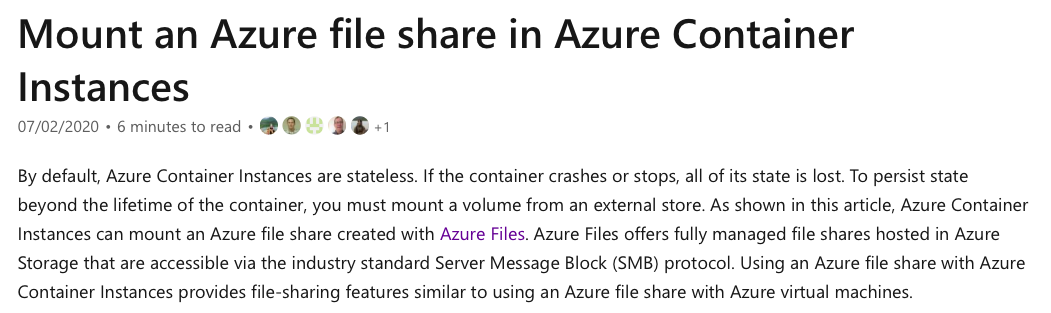 Mount an Azure file share in Azure Container
Instances
07/02/2020 • 6 minutes to read • +1
By default, Azure Container Instances are stateless. If the container crashes or stops, all of its state is lost. To persist state
beyond the lifetime of the container, you must mount a volume from an external store. As shown in this article, Azure Container
Instances can mount an Azure file share created with Azure Files. Azure Files offers fully managed file shares hosted in Azure
Storage that are accessible via the industry standard Server Message Block (SMB) protocol. Using an Azure file share with Azure
Container Instances provides file-sharing features similar to using an Azure file share with Azure virtual machines.